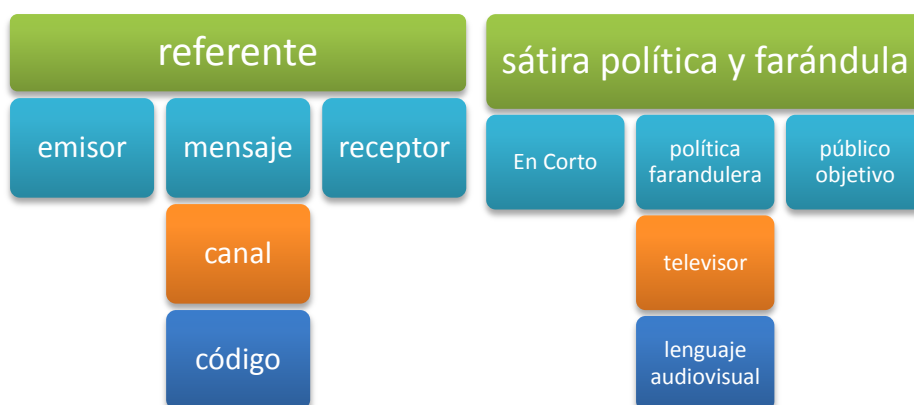 referente
emisor
mensaje
receptor
canal
código
sátira política y farándula
En Corto
política
farandulera
público
objetivo
televisor
lenguaje
audiovisual